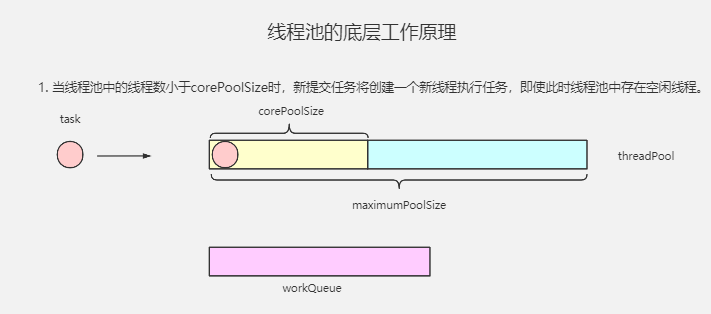 线程池的底层工作原理
1. 当线程池中的线程数小于corePoolSize时，新提交任务将创建一个新线程执行任务，即使此时线程池中存在空闲线程。
corePoolSize
task
threadPool
maximumPoolSize
workQueue